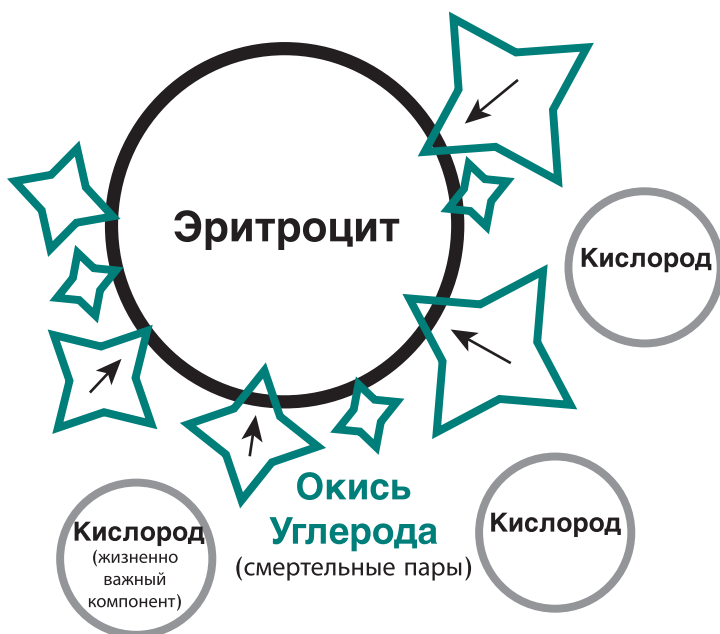 Эритроцит
Кислород
Окись
Углерода
(смертельные пары)
Кислород
(жизненно
важный
компонент)
Кислород